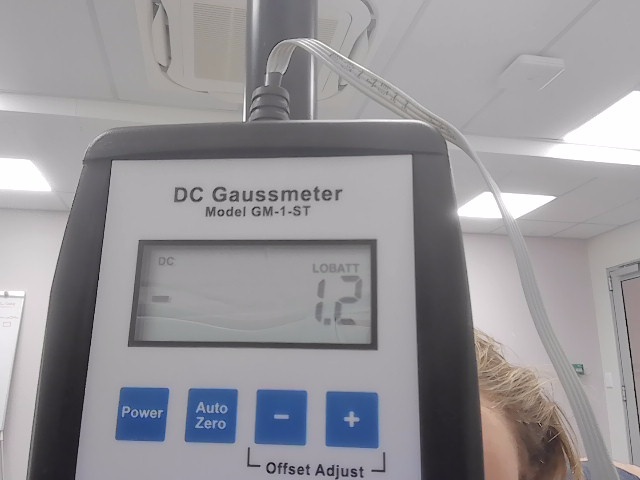 DC Gaussmeter
Model GM-1-ST
DC
LOBATT
- 1.2
Power
Auto
Zero
-
+
Offset Adjust